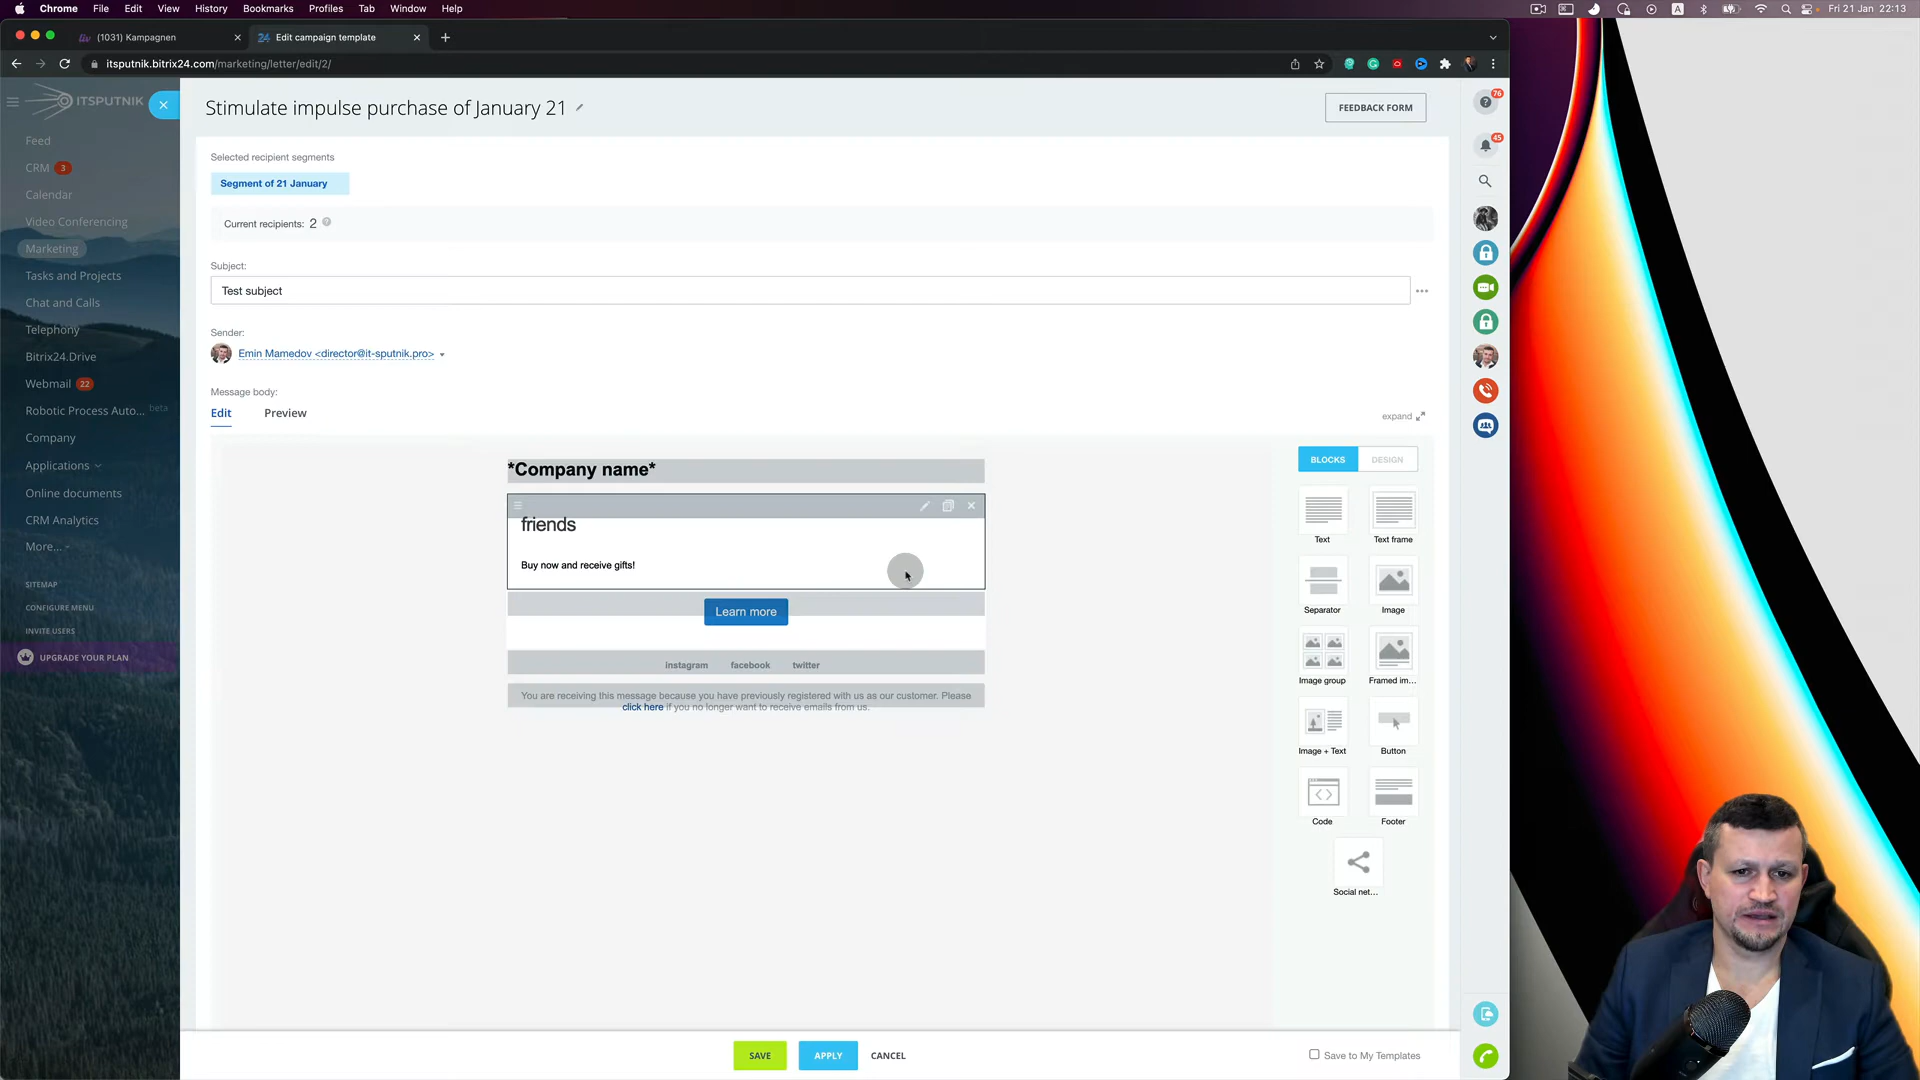 Chrome File Edit View History Bookmarks Profiles Tab Window Help
A
Fri 21 Jan 22:13
(1031) Kampagnen
24 Edit campaign template
itsputnik.bitrix24.com/marketing/letter/edit/2/
ITSPUTNIK
Feed
CRM 3
Calendar
Video Conferencing
Marketing
Tasks and Projects
Chat and Calls
Telephony
Bitrix24.Drive
Webmail 22
Robotic Process Auto... beta
Company
Applications
Online documents
CRM Analytics
More...
SITEMAP
CONFIGURE MENU
INVITE USERS
UPGRADE YOUR PLAN
Stimulate impulse purchase of January 21
FEEDBACK FORM
76
45
Selected recipient segments
Segment of 21 January
Current recipients: 2 ?
Subject:
Test subject
Sender:
Emin Mamedov <director@it-sputnik.pro>
Message body:
Edit Preview
expand
*Company name*
friends
Buy now and receive gifts!
Learn more
instagram facebook twitter
You are receiving this message because you have previously registered with us as our customer. Please
click here if you no longer want to receive emails from us.
BLOCKS DESIGN
Text Text frame
Separator Image
Image group Framed im...
Image + Text Button
Code Footer
Social net...
SAVE APPLY CANCEL
Save to My Templates